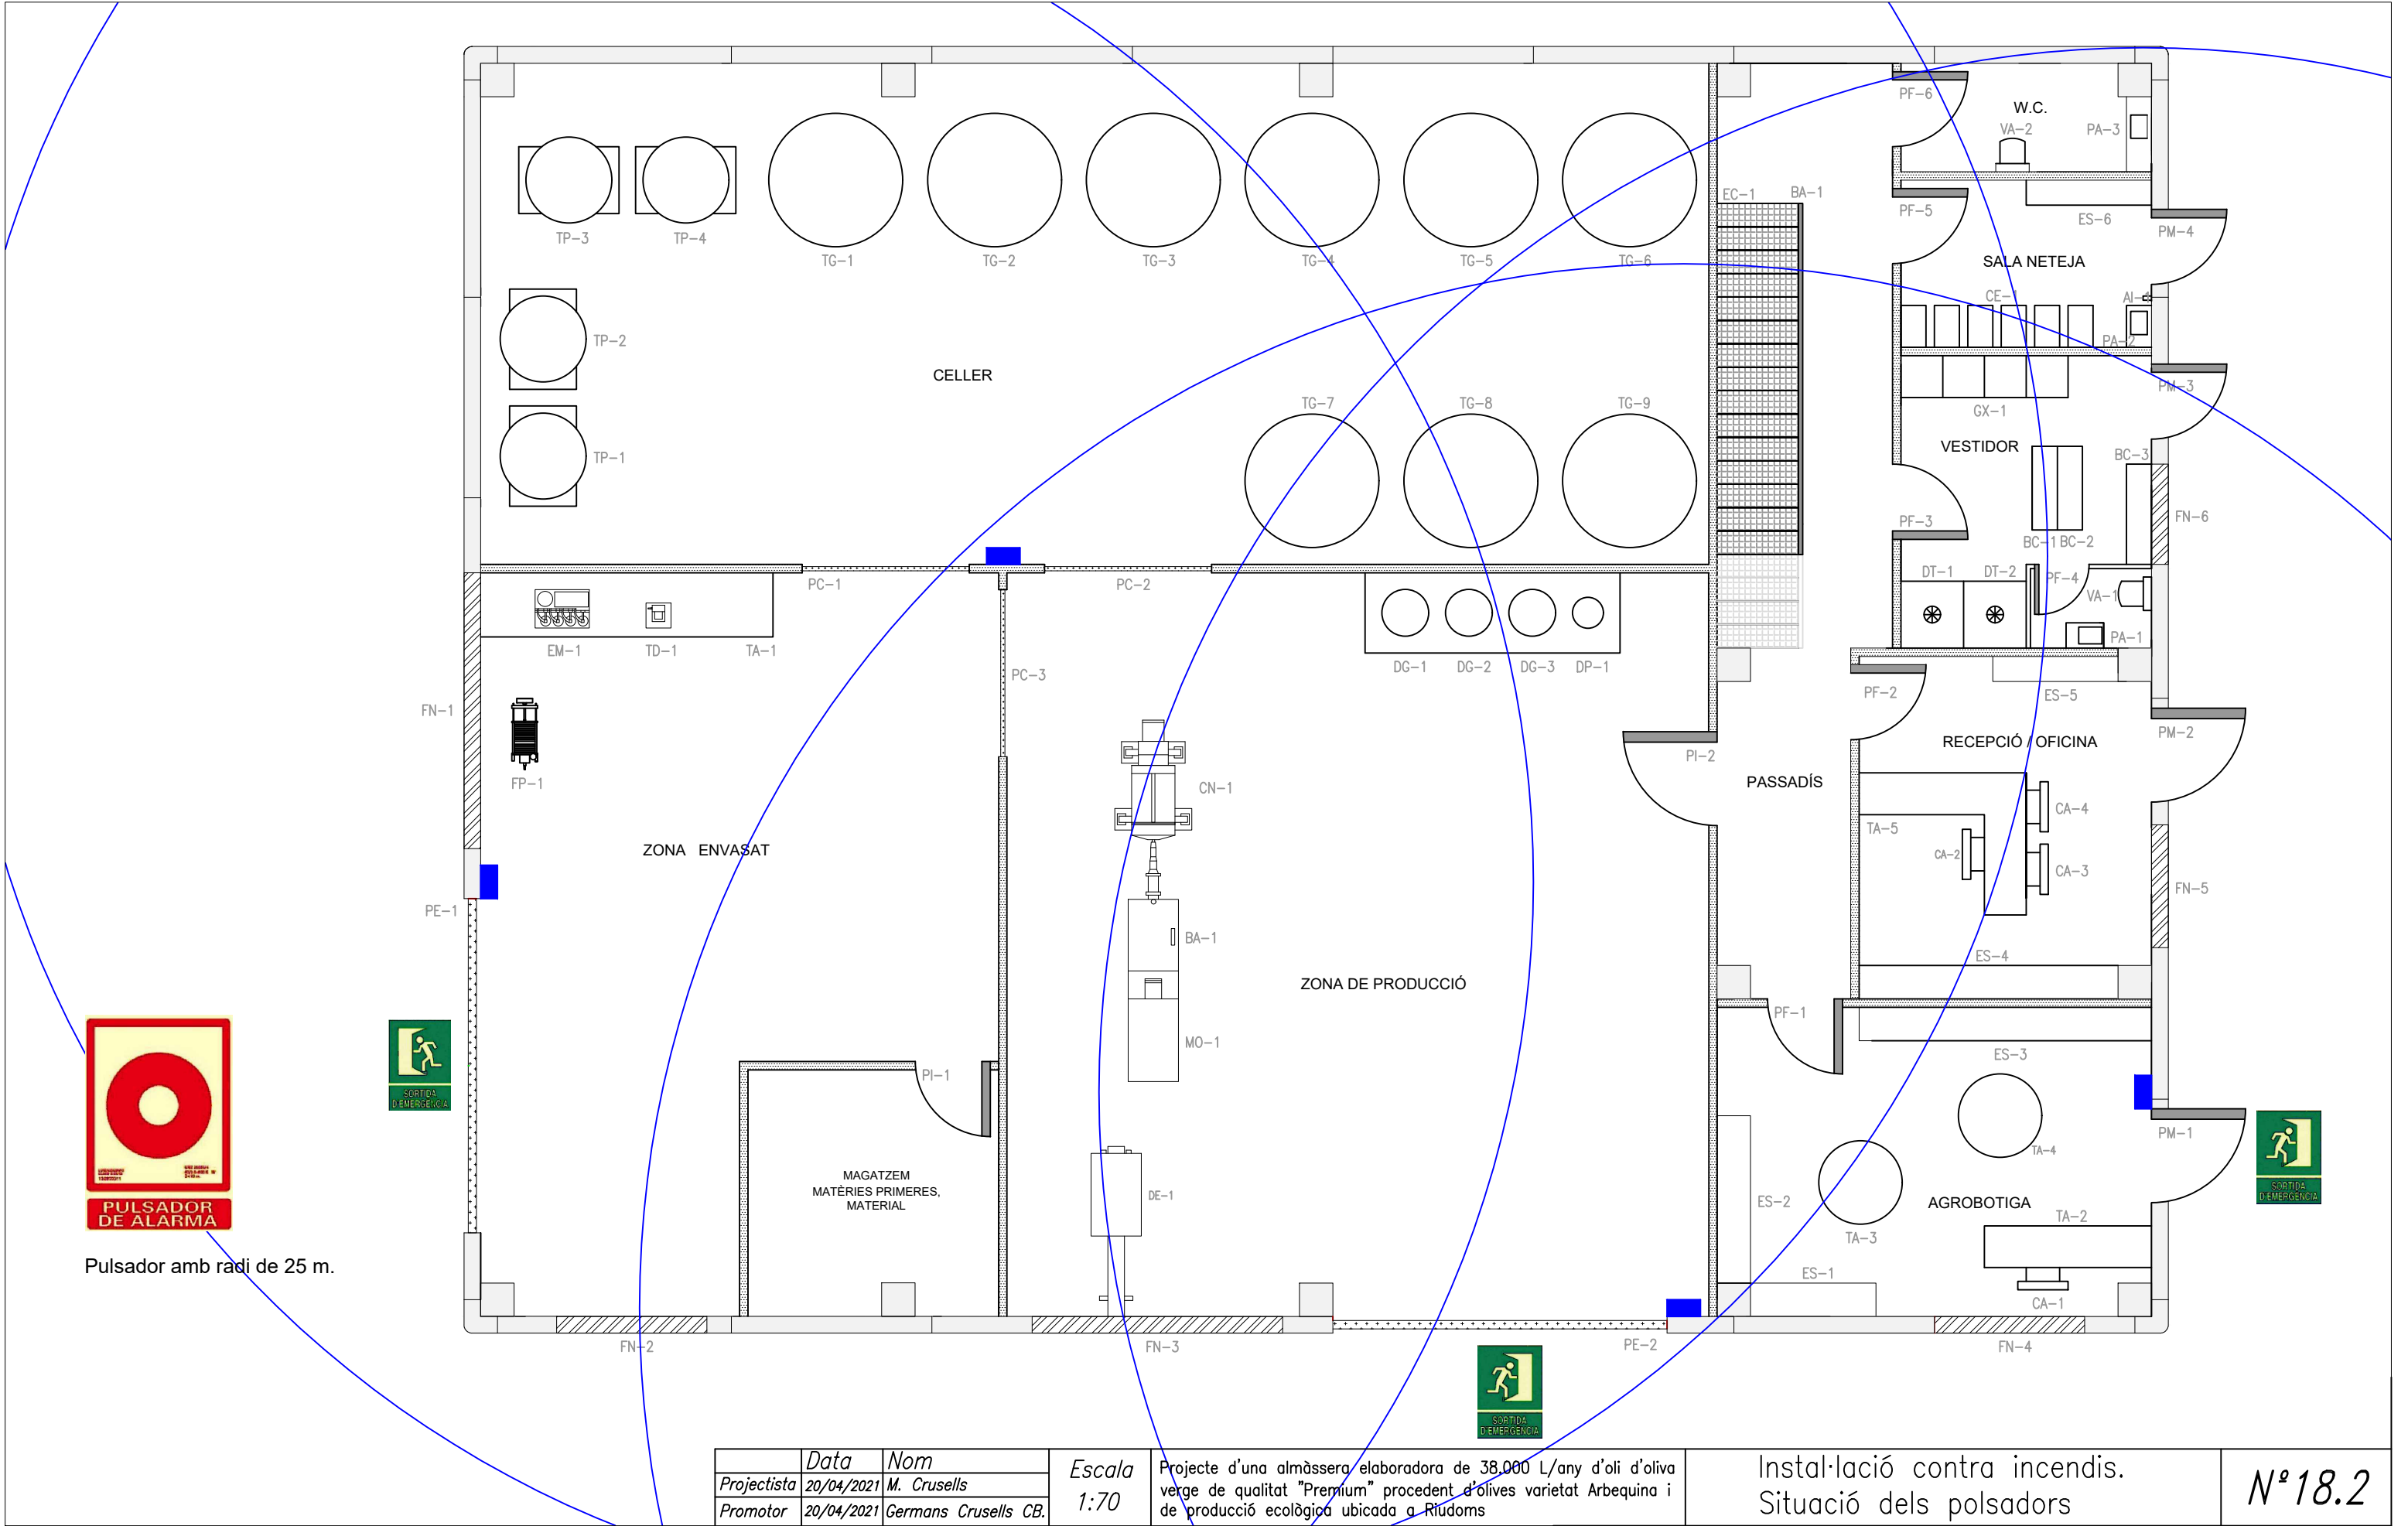 PF-6
W.C.
VA-2
PA-3
EC-1
BA-1
PF-5
ES-6
PM-4
TP-3
TP-4
TG-1
TG-2
TG-3
TG-4
TG-5
TG-6
SALA NETEJA
CE-1
AI-1
PA-2
TP-2
CELLER
PM-3
TG-7
TG-8
TG-9
GX-1
VESTIDOR
BC-3
TP-1
PF-3
FN-6
BC-1
BC-2
PC-1
PC-2
DT-1
DT-2
PF-4
VA-1
PA-1
EM-1
TD-1
TA-1
PC-3
DG-1
DG-2
DG-3
DP-1
PF-2
ES-5
FN-1
PM-2
RECEPCIÓ / OFICINA
PI-2
PASSADÍS
FP-1
CN-1
CA-4
TA-5
ZONA ENVASAT
CA-2
CA-3
FN-5
PE-1
BA-1
ES-4
ZONA DE PRODUCCIÓ
PF-1
MO-1
ES-3
PI-1
SORTIDA
D'EMERGÈNCIA
PM-1
TA-4
MAGATZEM
MATÈRIES PRIMERES,
MATERIAL
DE-1
ES-2
AGROBOTIGA
SORTIDA
D'EMERGÈNCIA
PULSADOR
DE ALARMA
TA-2
TA-3
Pulsador amb radi de 25 m.
ES-1
CA-1
FN-2
FN-3
PE-2
FN-4
SORTIDA
D'EMERGÈNCIA
Data Nom
Projectista 20/04/2021 M. Crusells
Promotor 20/04/2021 Germans Crusells CB.
Escala
1:70
Projecte d'una almàssera elaboradora de 38.000 L/any d'oli d'oliva
verge de qualitat "Premium" procedent d'olives varietat Arbequina i
de producció ecològica ubicada a Riudoms
Instal·lació contra incendis.
Situació dels polsadors
Nº18.2